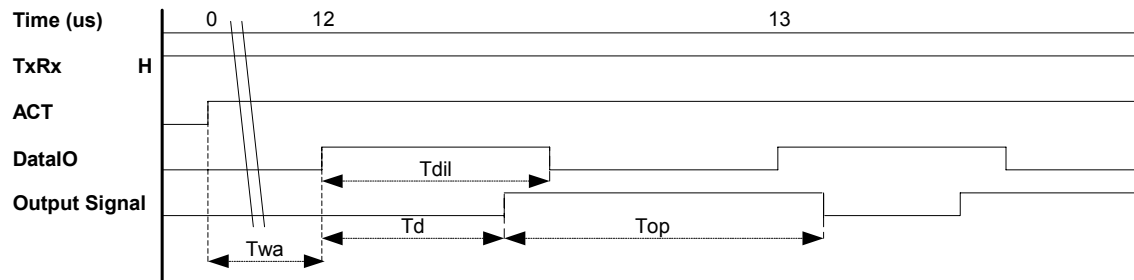 Time (us) 0 12 13
TxRx H
ACT
DataIO
Tdil
Output Signal
Td Top
Twa